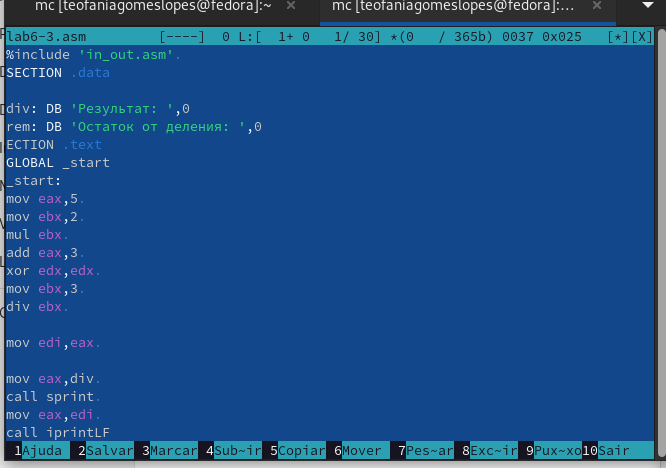 mc [teofaniagomeslopes@fedora]:~ × mc [teofaniagomeslopes@fedora]:... ×
lab6-3.asm [----] 0 L:[ 1+ 0 1/ 30] *(0 / 365b) 0037 0x025 [*][X]
%include 'in_out.asm'.
SECTION .data
div: DB 'Результат: ',0
rem: DB 'Остаток от деления: ',0
ECTION .text
GLOBAL _start
_start:
mov eax,5.
mov ebx,2.
mul ebx.
add eax,3.
xor edx,edx.
mov ebx,3.
div ebx.
mov edi,eax.
mov eax,div.
call sprint.
mov eax,edi.
call iprintLF
1Ajuda 2Salvar 3Marcar 4Sub~ir 5Copiar 6Mover 7Pes~ar 8Exc~ir 9Pux~xo 10Sair